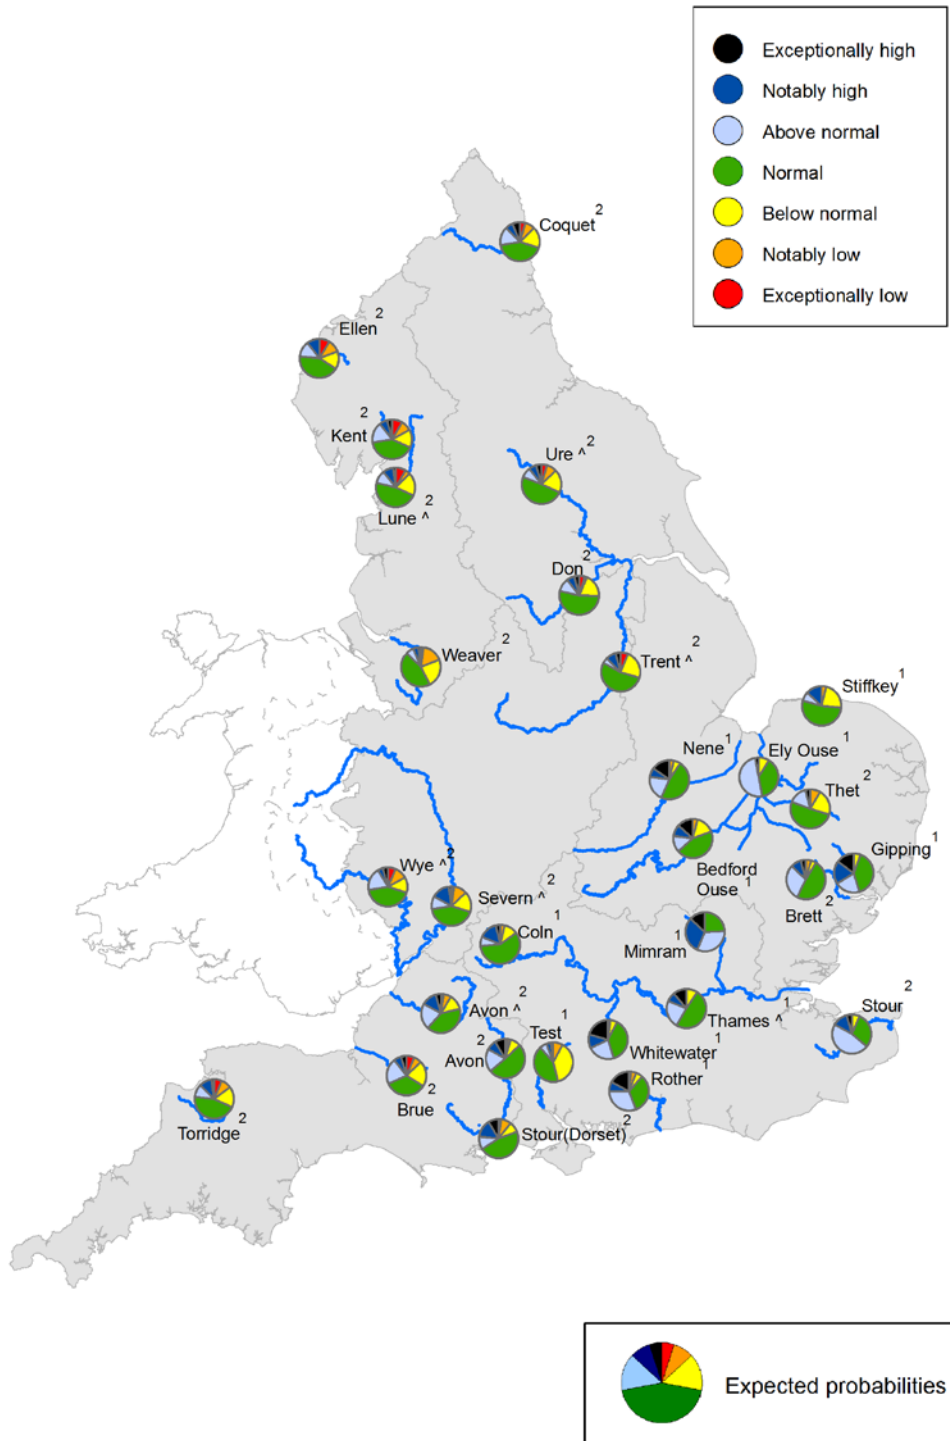 Exceptionally high
Notably high
Above normal
Normal
Below normal
Notably low
Exceptionally low
Coquet 2
Ellen 2
Kent 2
Lune ^ 2
Ure ^ 2
Don 2
Weaver 2
Trent ^ 2
Stiffkey 1
Nene 1
Ely Ouse 1
Thet 2
Gipping 1
Bedford
Ouse 1
Brett 2
Wye ^ 2
Severn ^ 2
Coln 1
Mimram 1
Avon ^ 2
Test 1
Thames ^ 1
Stour 2
Avon 2
Whitewater 1
Rother 1
Brue 2
Torridge 2
Stour(Dorset) 2
Expected probabilities